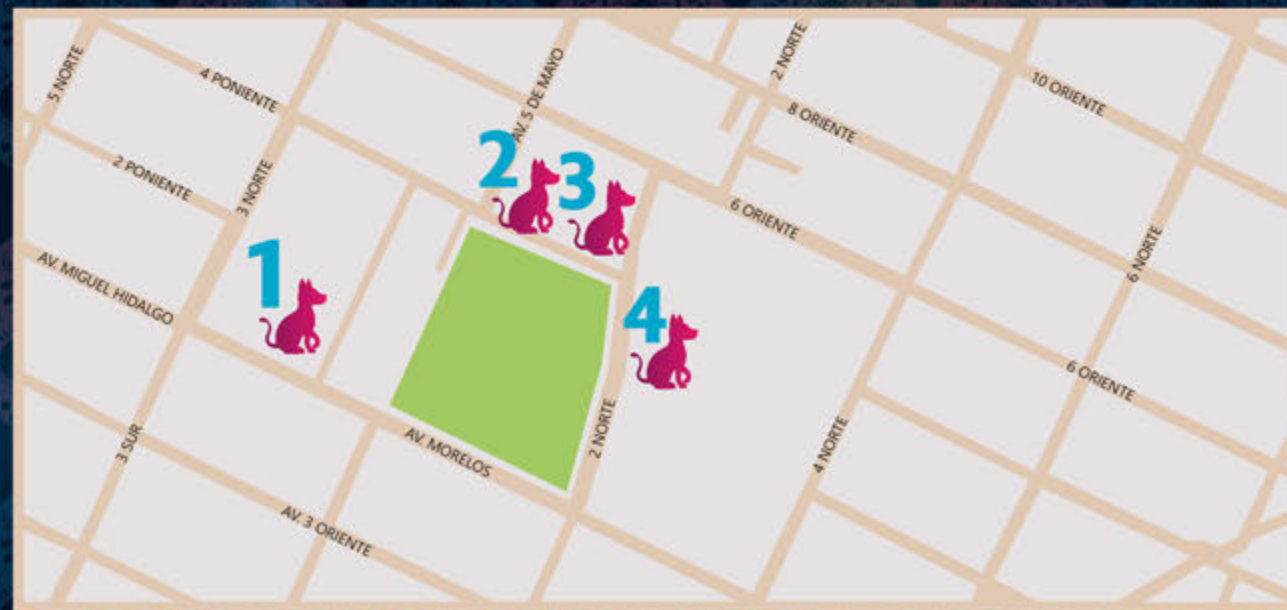 5 NORTE
4 PONIENTE
2 PONIENTE
3 NORTE
AV. 5 DE MAYO
2 NORTE
8 ORIENTE
10 ORIENTE
2
3
6 ORIENTE
6 NORTE
1
AV. MIGUEL HIDALGO
4
6 ORIENTE
2 NORTE
AV. MORELOS
4 NORTE
3 SUR
AV. 3 ORIENTE